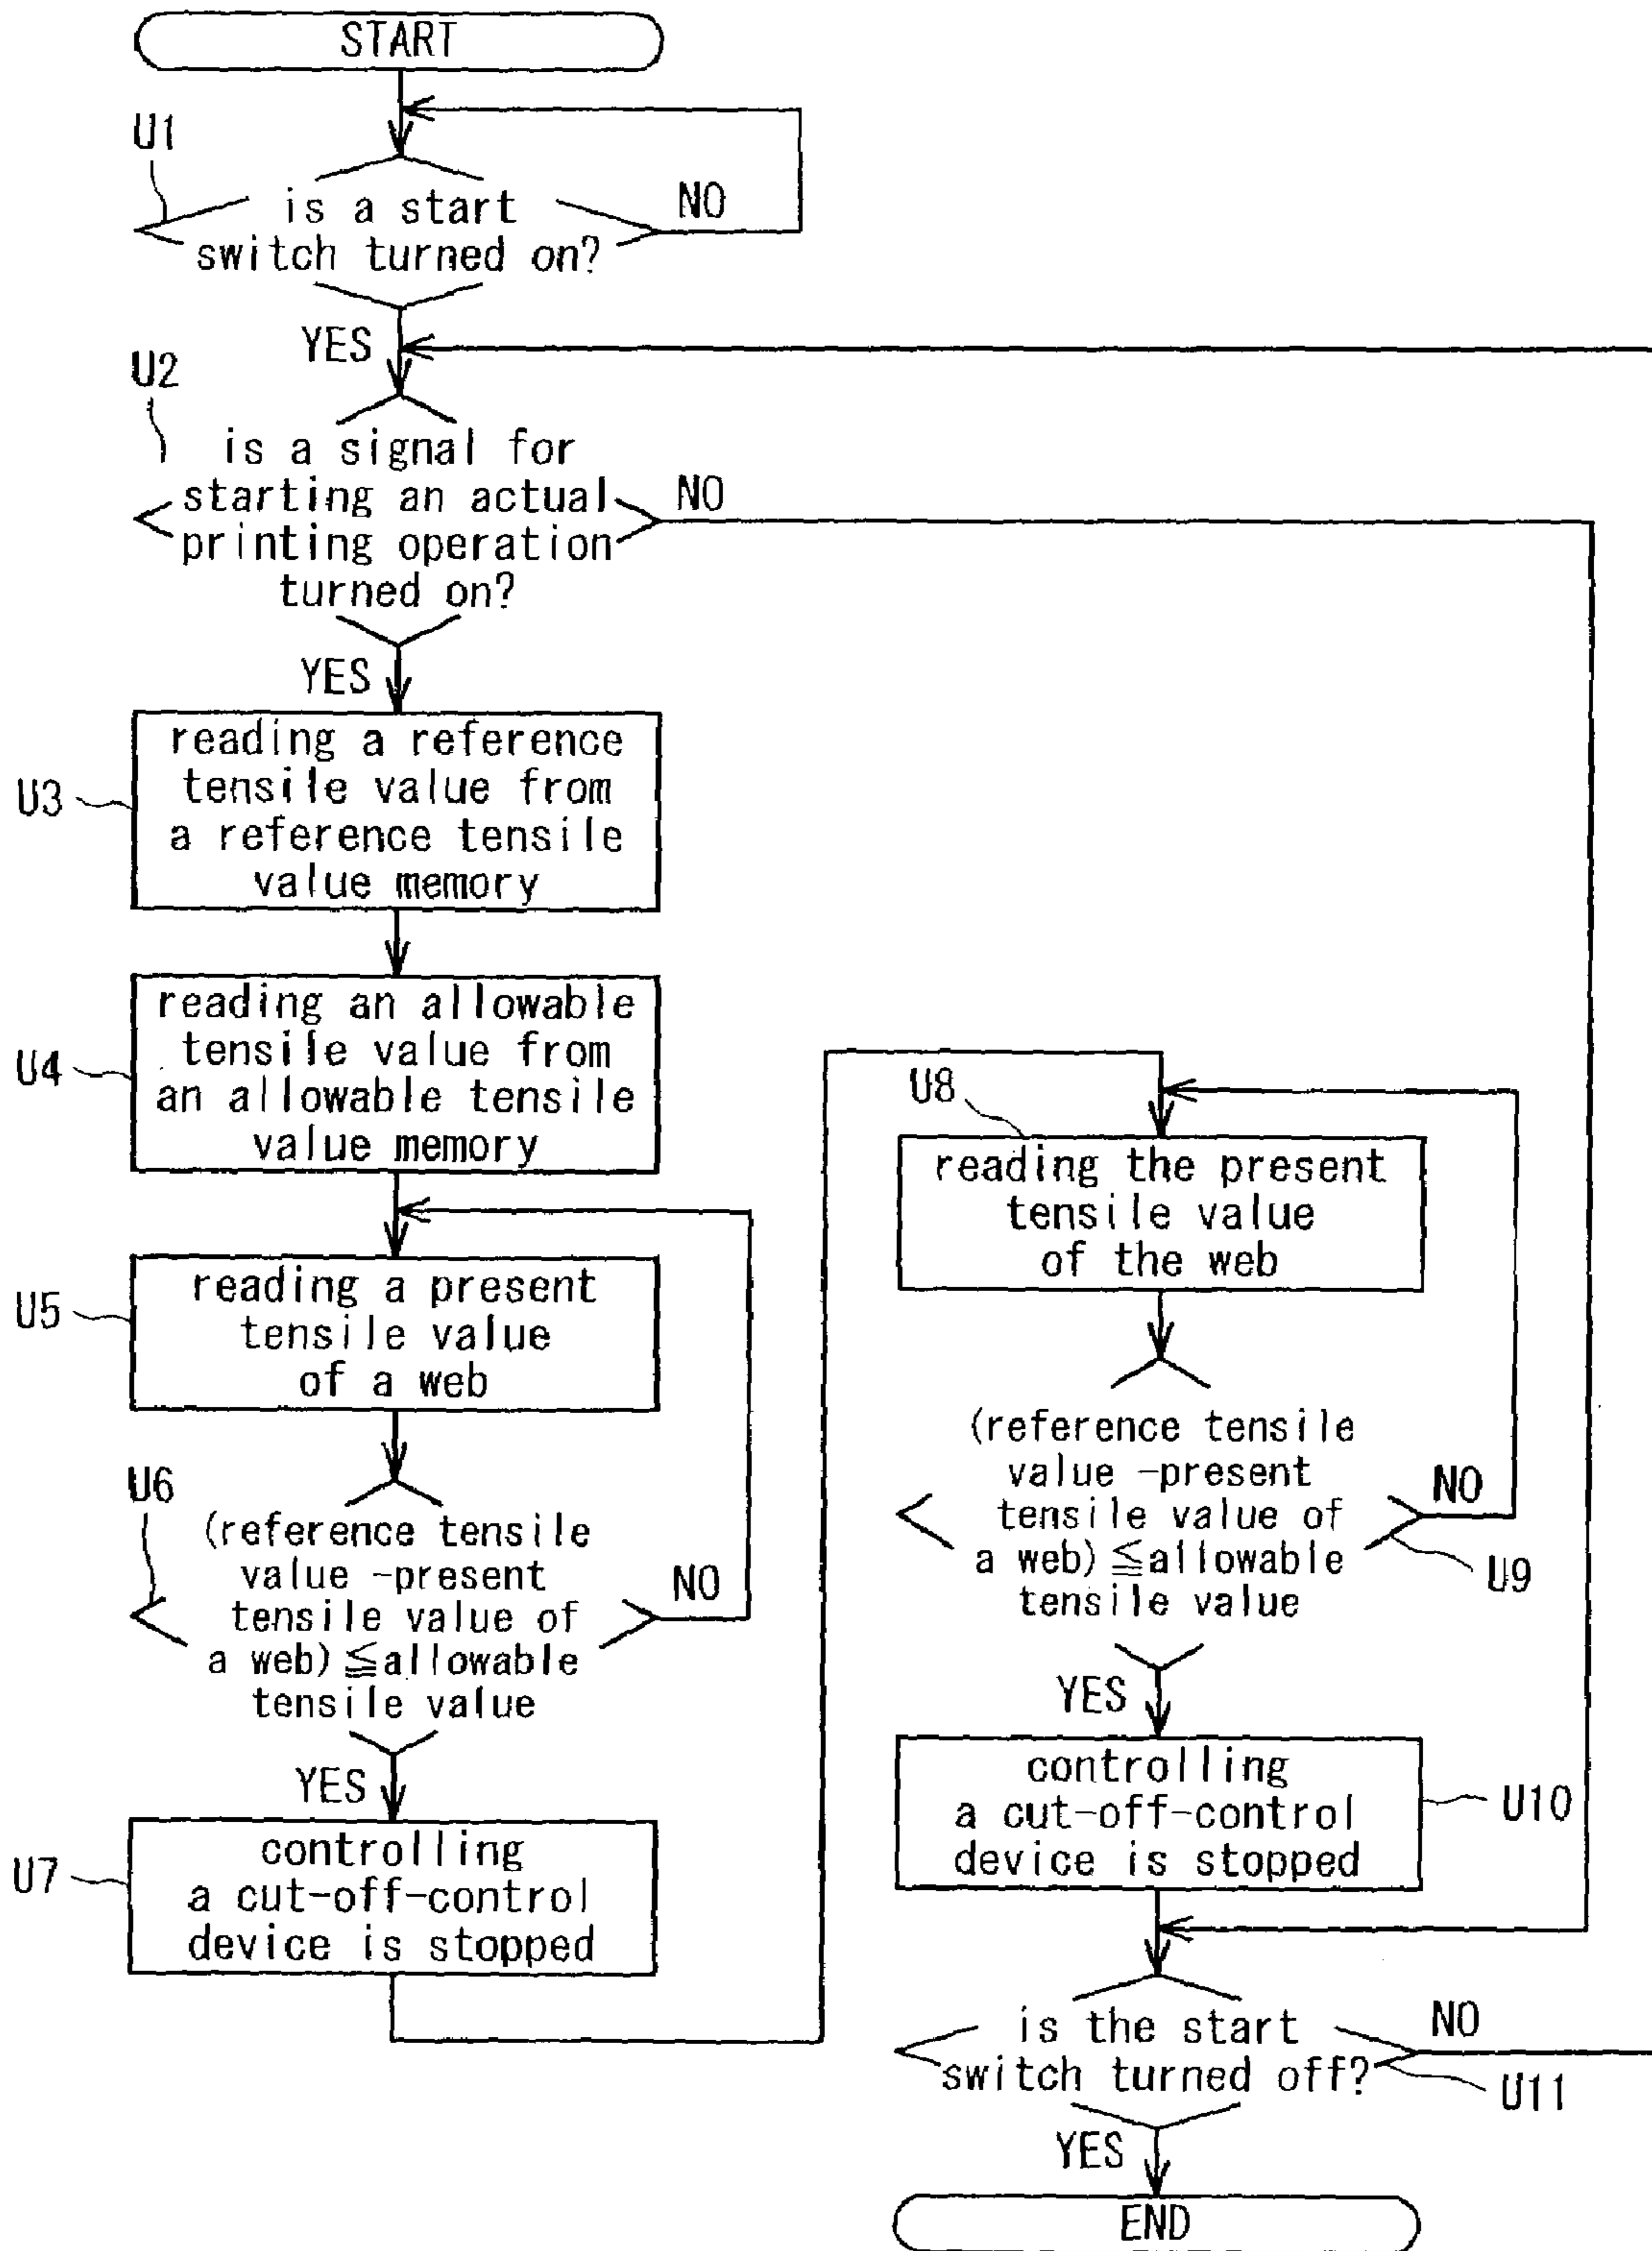 START
U1
is a start
switch turned on?
NO
YES
U2
is a signal for
starting an actual
printing operation
turned on?
NO
YES
U3
reading a reference
tensile value from
a reference tensile
value memory
U4
reading an allowable
tensile value from
an allowable tensile
value memory
U5
reading a present
tensile value
of a web
U6
(reference tensile
value -present
tensile value of
a web) ≦allowable
tensile value
NO
YES
U7
controlling
a cut-off-control
device is stopped
U8
reading the present
tensile value
of the web
(reference tensile
value -present
tensile value of
a web) ≦allowable
tensile value
NO
U9
YES
controlling
a cut-off-control
device is stopped
U10
is the start
switch turned off?
NO
U11
YES
END